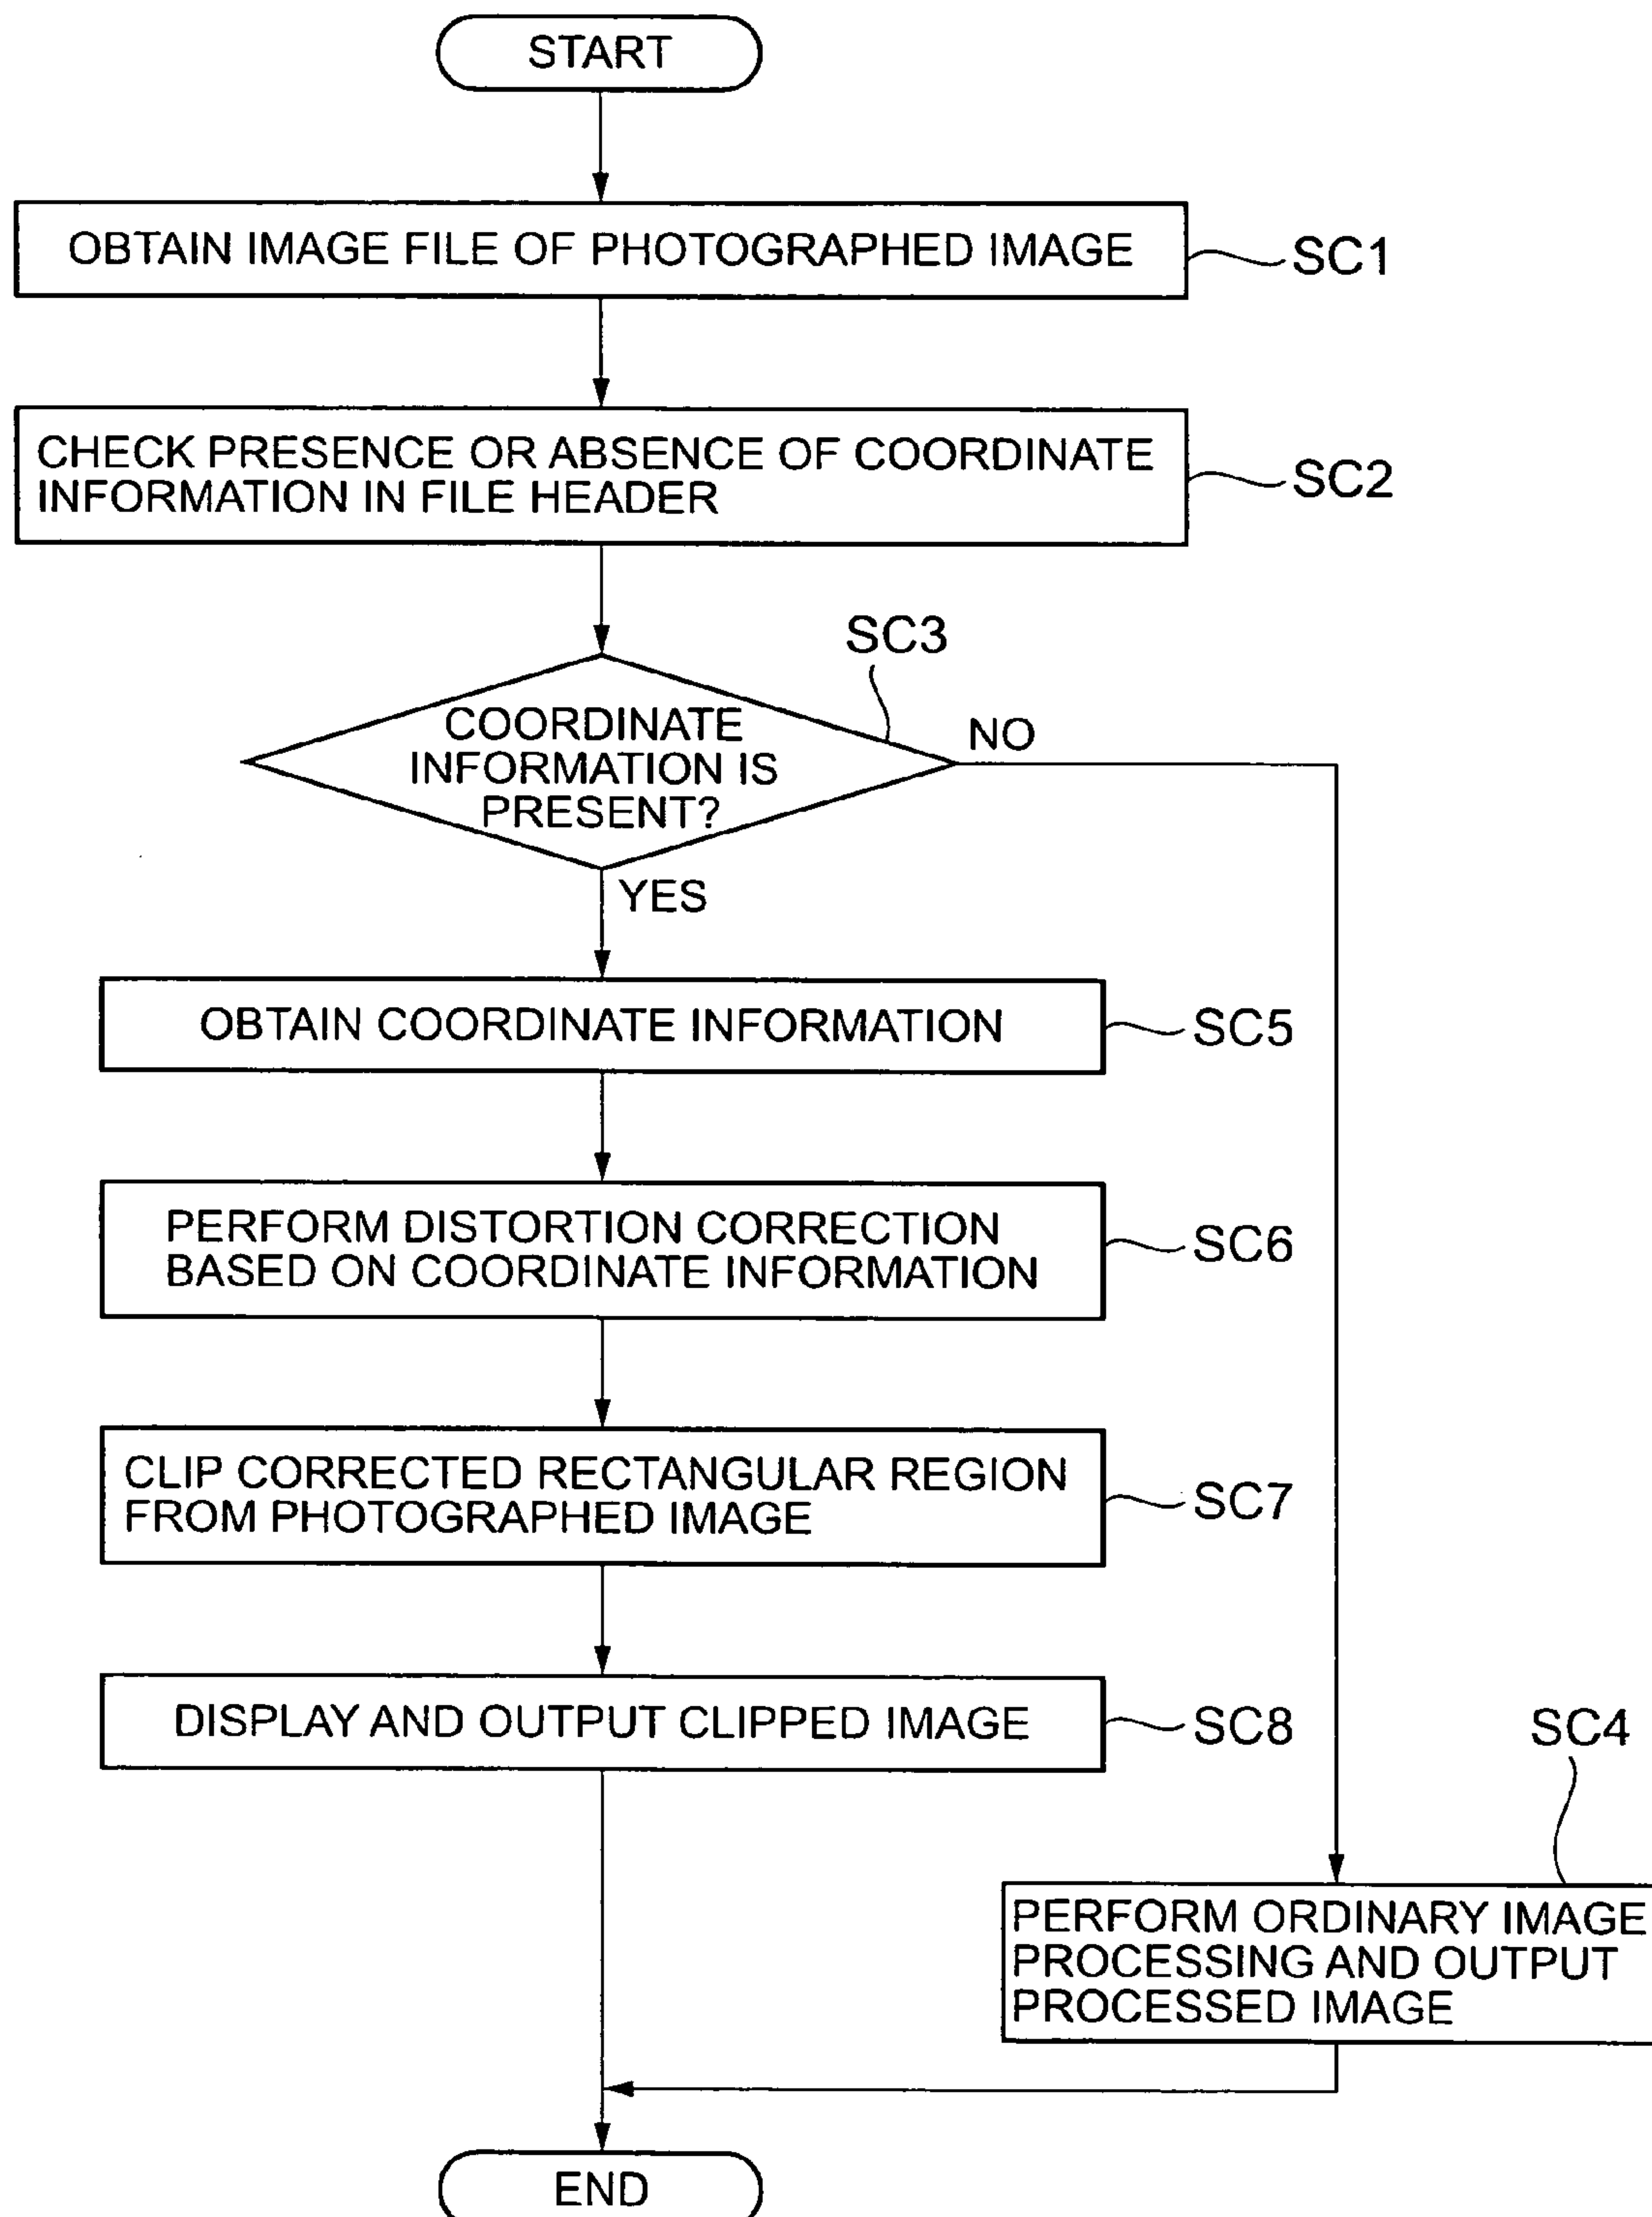 START
OBTAIN IMAGE FILE OF PHOTOGRAPHED IMAGE
SC1
CHECK PRESENCE OR ABSENCE OF COORDINATE
INFORMATION IN FILE HEADER
SC2
SC3
COORDINATE
INFORMATION IS
PRESENT?
NO
YES
OBTAIN COORDINATE INFORMATION
SC5
PERFORM DISTORTION CORRECTION
BASED ON COORDINATE INFORMATION
SC6
CLIP CORRECTED RECTANGULAR REGION
FROM PHOTOGRAPHED IMAGE
SC7
DISPLAY AND OUTPUT CLIPPED IMAGE
SC8
SC4
PERFORM ORDINARY IMAGE
PROCESSING AND OUTPUT
PROCESSED IMAGE
END